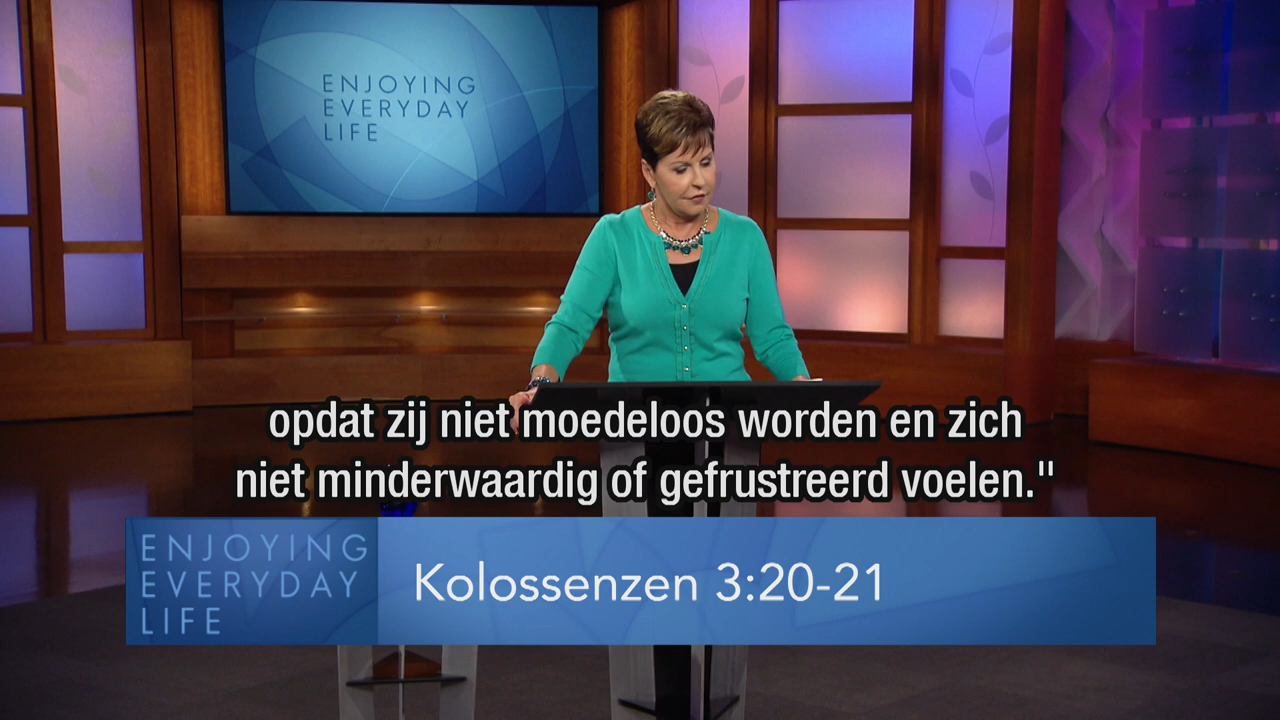 ENJOYING
EVERYDAY
LIFE
opdat zij niet moedeloos worden en zich
niet minderwaardig of gefrustreerd voelen."
ENJOYING
EVERYDAY
LIFE
Kolossenzen 3:20-21